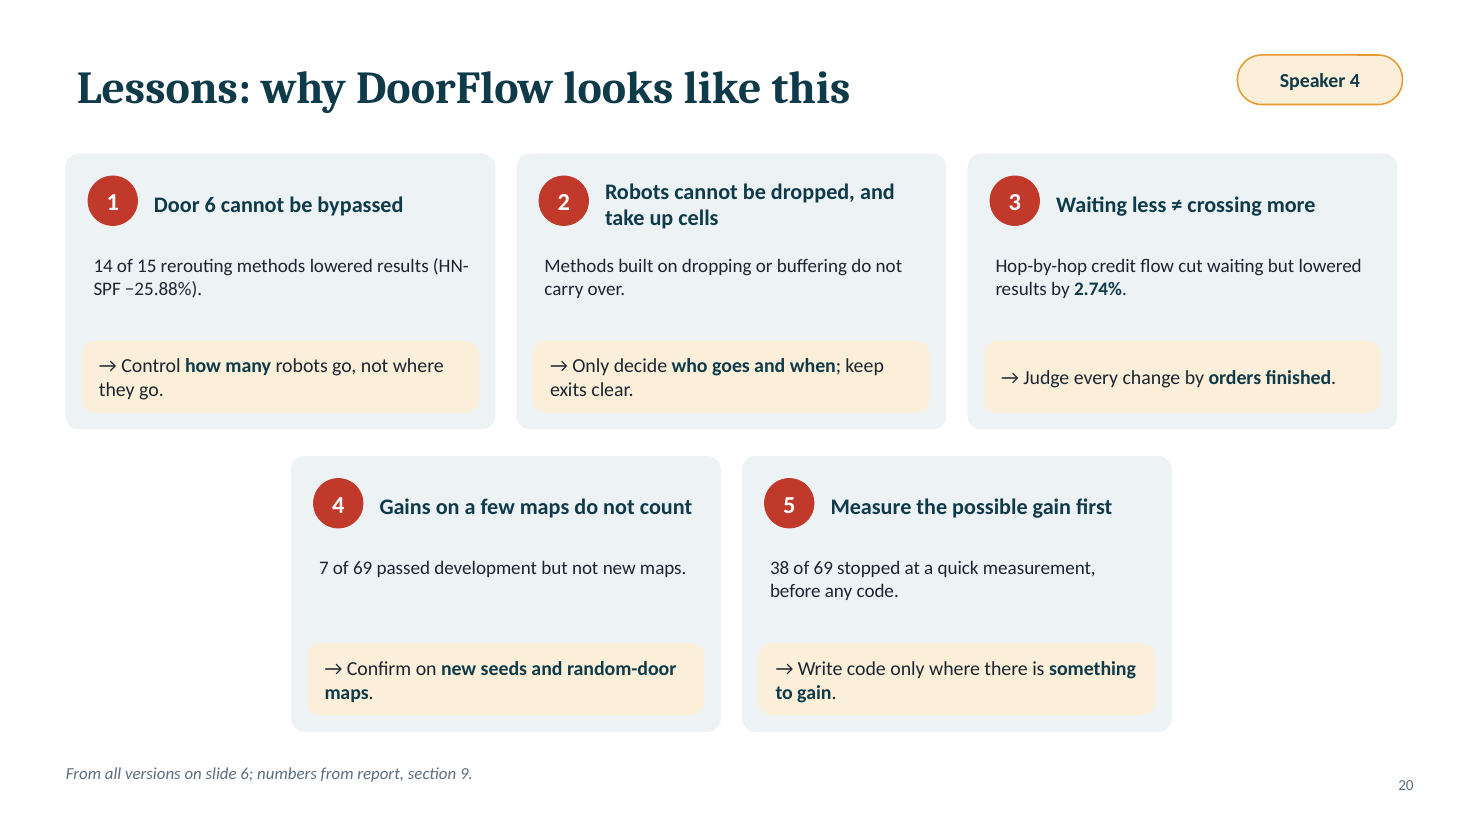 Lessons: why DoorFlow looks like this
Speaker 4
1
Door 6 cannot be bypassed
14 of 15 rerouting methods lowered results (HN-
SPF −25.88%).
→ Control how many robots go, not where
they go.
2
Robots cannot be dropped, and
take up cells
Methods built on dropping or buffering do not
carry over.
→ Only decide who goes and when; keep
exits clear.
3
Waiting less ≠ crossing more
Hop-by-hop credit flow cut waiting but lowered
results by 2.74%.
→ Judge every change by orders finished.
4
Gains on a few maps do not count
7 of 69 passed development but not new maps.
→ Confirm on new seeds and random-door
maps.
5
Measure the possible gain first
38 of 69 stopped at a quick measurement,
before any code.
→ Write code only where there is something
to gain.
From all versions on slide 6; numbers from report, section 9.
20